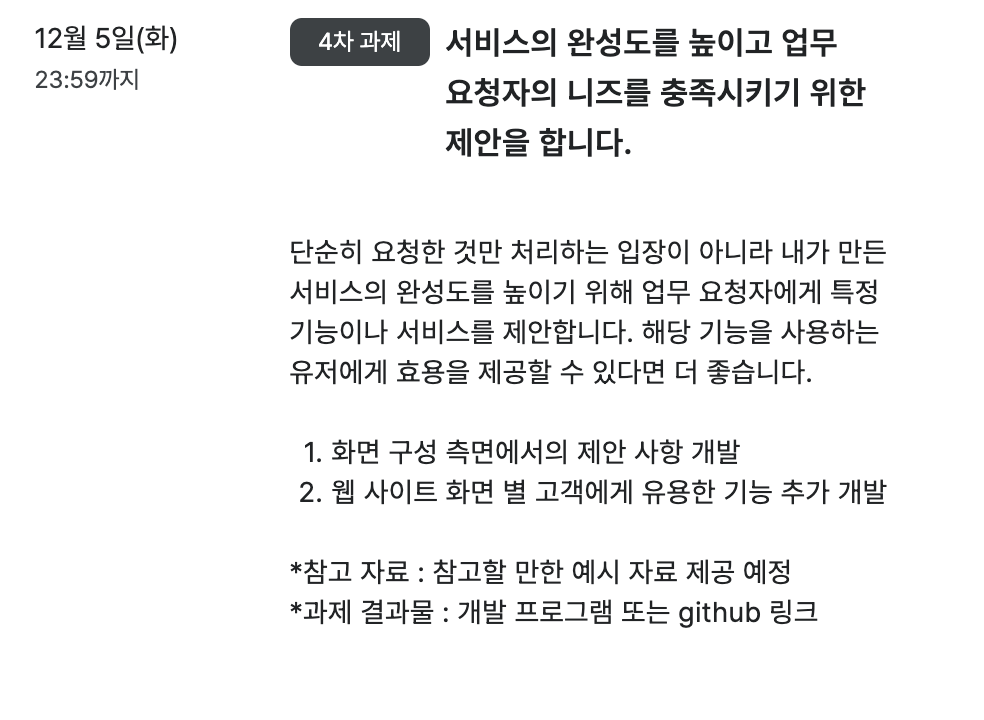 12월 5일(화)
23:59까지
4차 과제
서비스의 완성도를 높이고 업무
요청자의 니즈를 충족시키기 위한
제안을 합니다.
단순히 요청한 것만 처리하는 입장이 아니라 내가 만든
서비스의 완성도를 높이기 위해 업무 요청자에게 특정
기능이나 서비스를 제안합니다. 해당 기능을 사용하는
유저에게 효용을 제공할 수 있다면 더 좋습니다.
1. 화면 구성 측면에서의 제안 사항 개발
2. 웹 사이트 화면 별 고객에게 유용한 기능 추가 개발
*참고 자료 : 참고할 만한 예시 자료 제공 예정
*과제 결과물 : 개발 프로그램 또는 github 링크